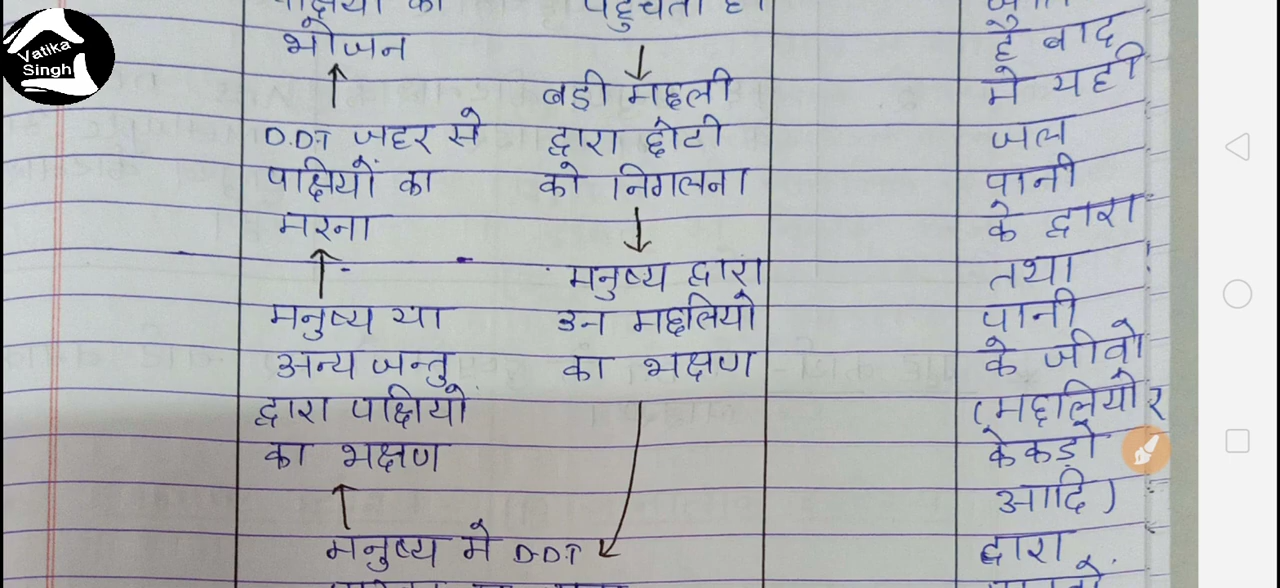 Vatika
Singh
भोजन
↑
D.D.T जहर से
पक्षियों का
मरना
↑
मनुष्य या
अन्य जन्तु
द्वारा पक्षियो
का भक्षण
↑
मनुष्य मे D.D.T
पहुँचता है।
↓
बड़ी मछली
द्वारा छोटी
को निगलना
↓
मनुष्य द्वारा
उन मछलियो
का भक्षण
है बाद
मे यही
जल
पानी
के द्वारा
तथा
पानी
के जीवो
(मछलियो
केकड़ो
आदि)
द्वारा